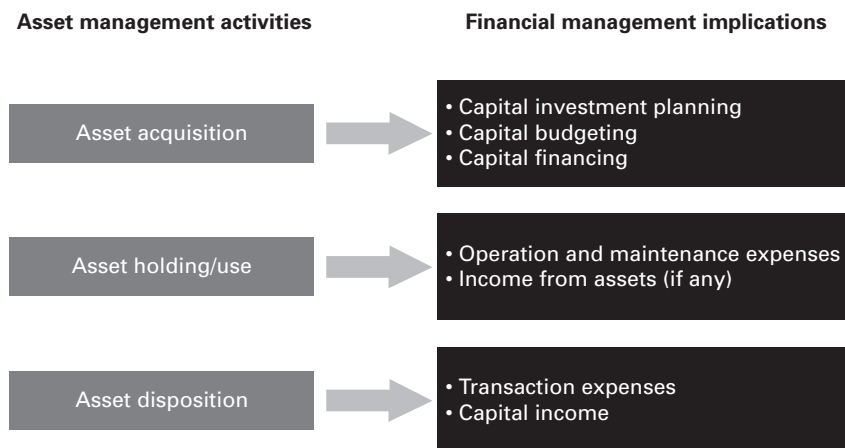 Asset management activities
Financial management implications
Asset acquisition
• Capital investment planning
• Capital budgeting
• Capital financing
Asset holding/use
• Operation and maintenance expenses
• Income from assets (if any)
Asset disposition
• Transaction expenses
• Capital income